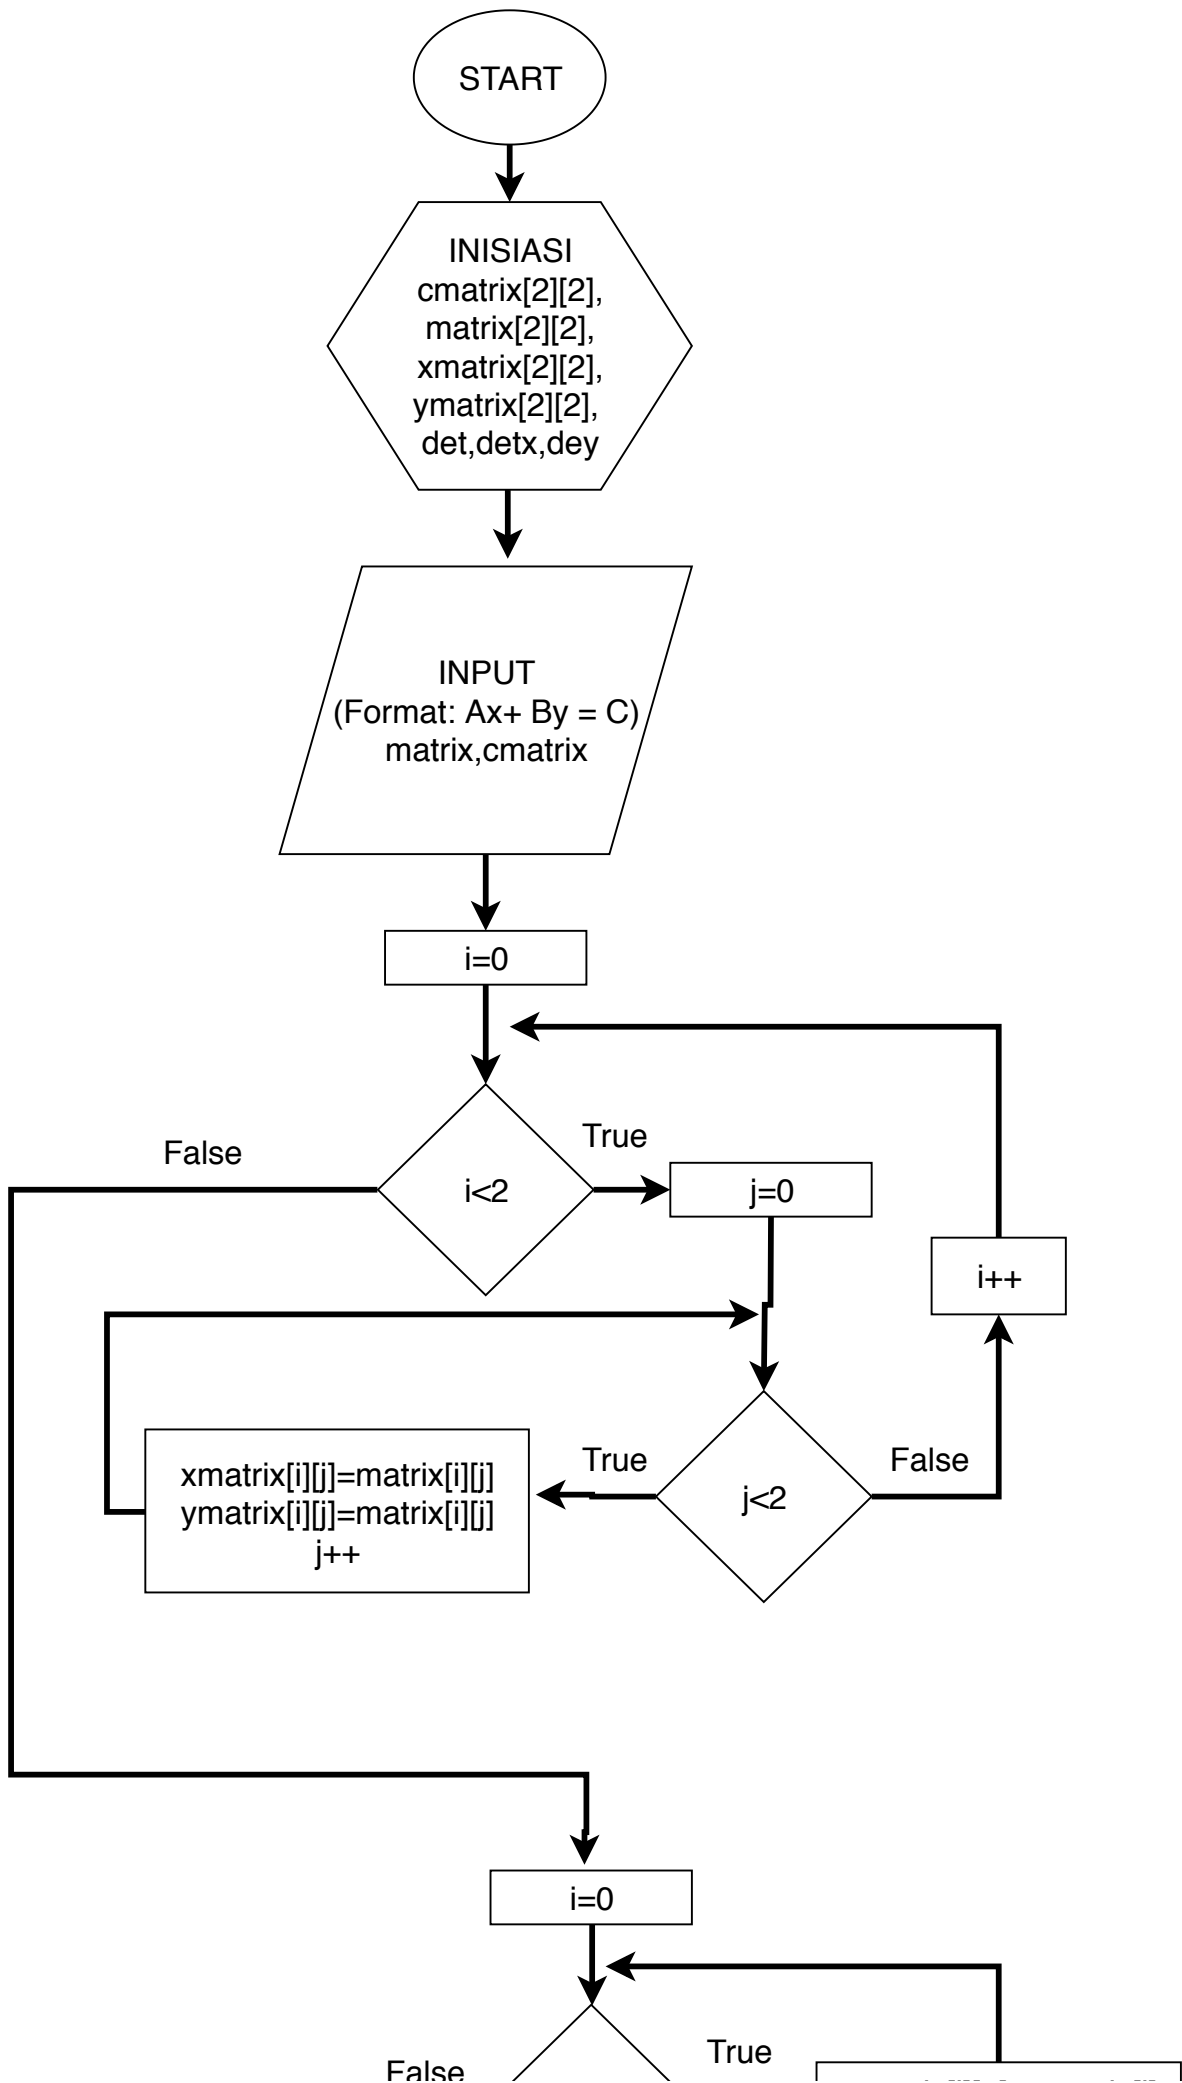 START
INISIASI
cmatrix[2][2],
matrix[2][2],
xmatrix[2][2],
ymatrix[2][2],
det,detx,dey
INPUT
(Format: Ax+ By = C)
matrix,cmatrix
i=0
i<2
True
False
j=0
i++
j<2
True
False
xmatrix[i][j]=matrix[i][j]
ymatrix[i][j]=matrix[i][j]
j++
i=0
True
False